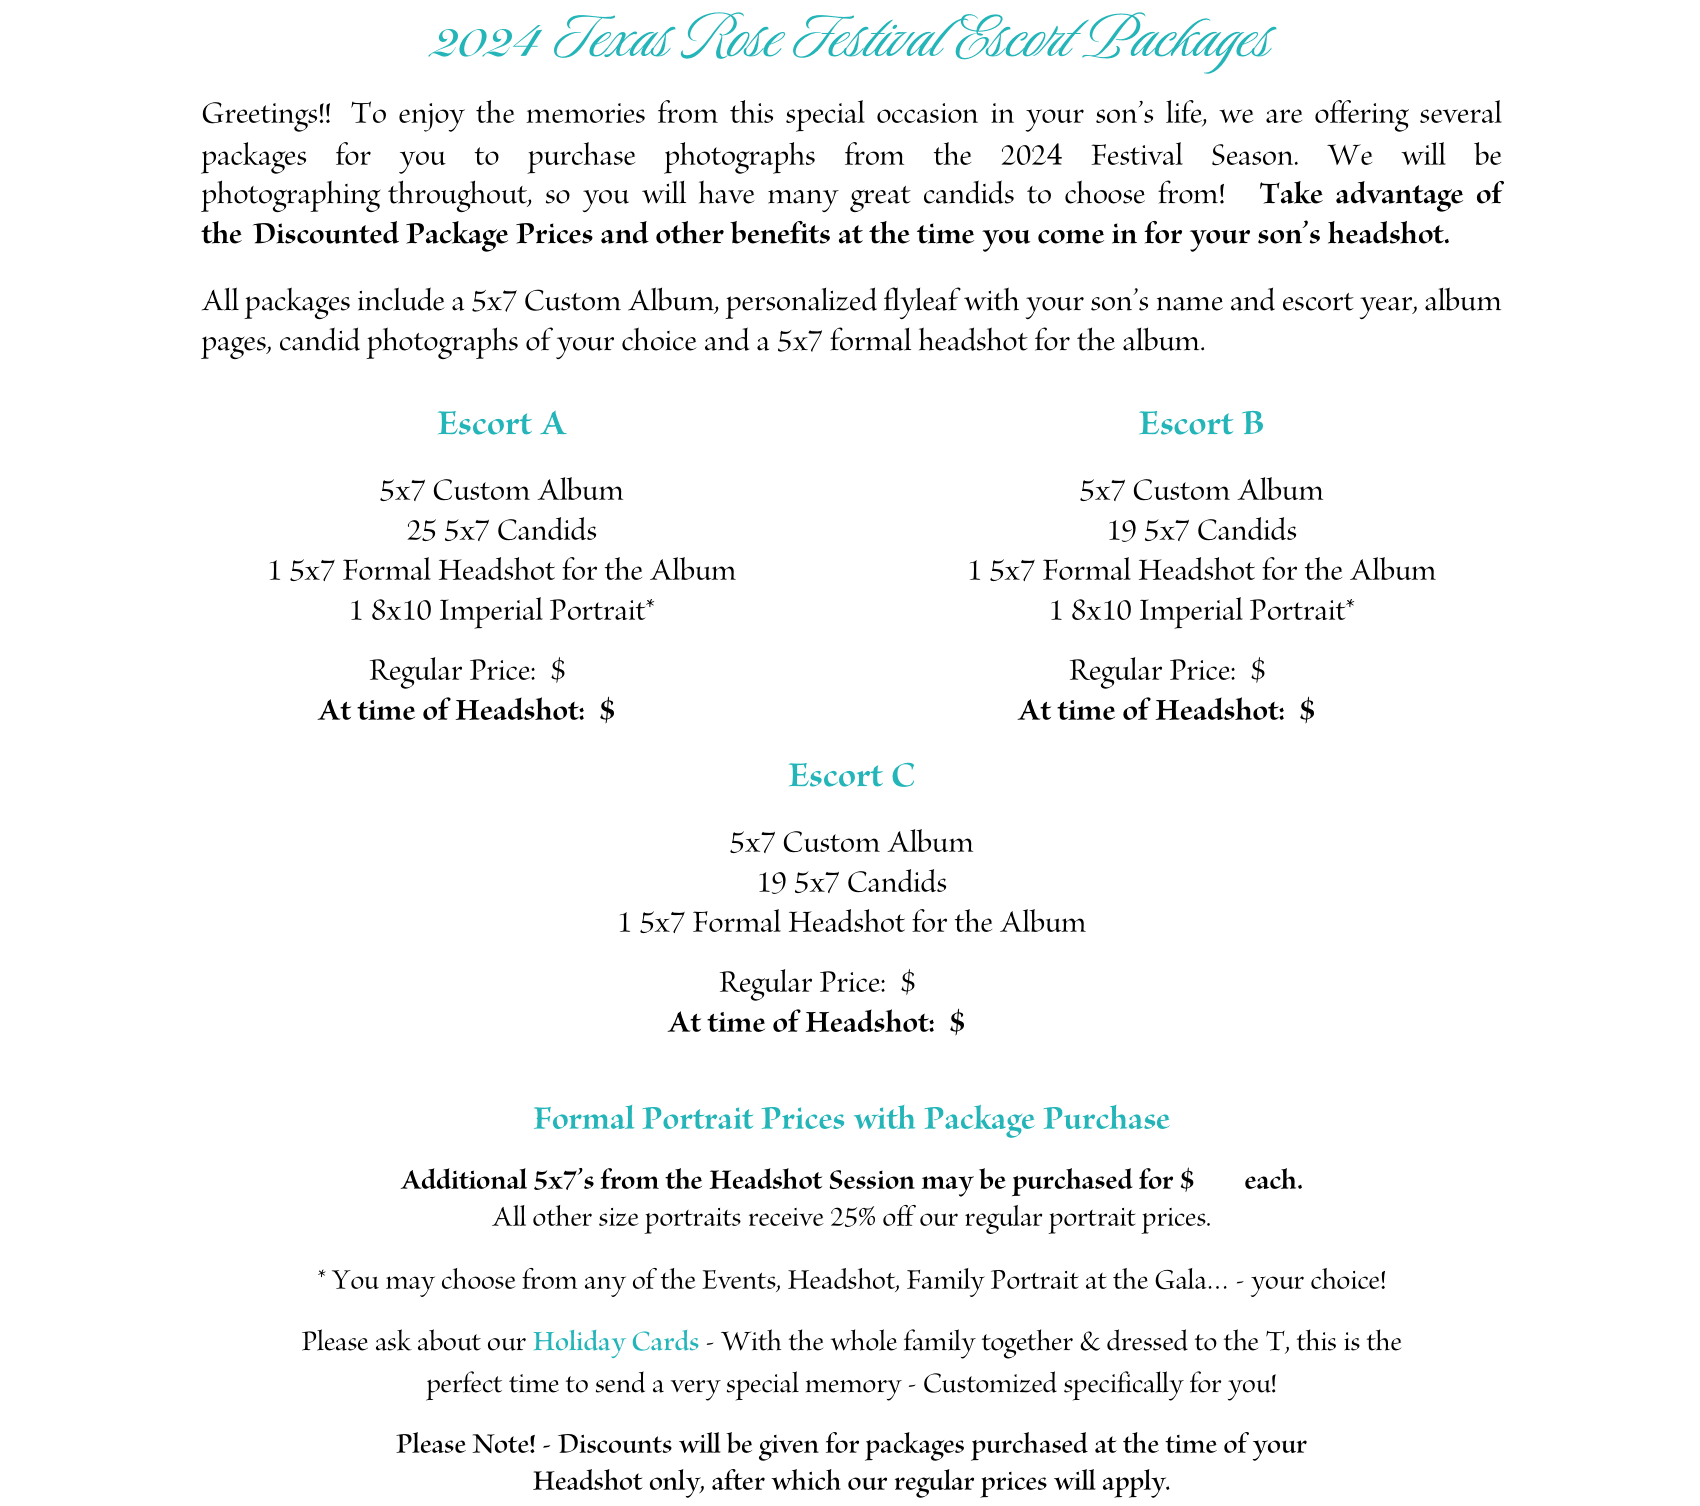 2024 Texas Rose Festival Escort Packages
Greetings!! To enjoy the memories from this special occasion in your son's life, we are offering several
packages for you to purchase photographs from the 2024 Festival Season. We will be
photographing throughout, so you will have many great candids to choose from! Take advantage of
the Discounted Package Prices and other benefits at the time you come in for your son's headshot.
All packages include a 5x7 Custom Album, personalized flyleaf with your son's name and escort year, album
pages, candid photographs of your choice and a 5x7 formal headshot for the album.
Escort A
5x7 Custom Album
25 5x7 Candids
1 5x7 Formal Headshot for the Album
1 8x10 Imperial Portrait*
Regular Price: $
At time of Headshot: $
Escort B
5x7 Custom Album
19 5x7 Candids
1 5x7 Formal Headshot for the Album
1 8x10 Imperial Portrait*
Regular Price: $
At time of Headshot: $
Escort C
5x7 Custom Album
19 5x7 Candids
1 5x7 Formal Headshot for the Album
Regular Price: $
At time of Headshot: $
Formal Portrait Prices with Package Purchase
Additional 5x7's from the Headshot Session may be purchased for $ each.
All other size portraits receive 25% off our regular portrait prices.
* You may choose from any of the Events, Headshot, Family Portrait at the Gala... - your choice!
Please ask about our Holiday Cards - With the whole family together & dressed to the T, this is the
perfect time to send a very special memory - Customized specifically for you!
Please Note! - Discounts will be given for packages purchased at the time of your
Headshot only, after which our regular prices will apply.